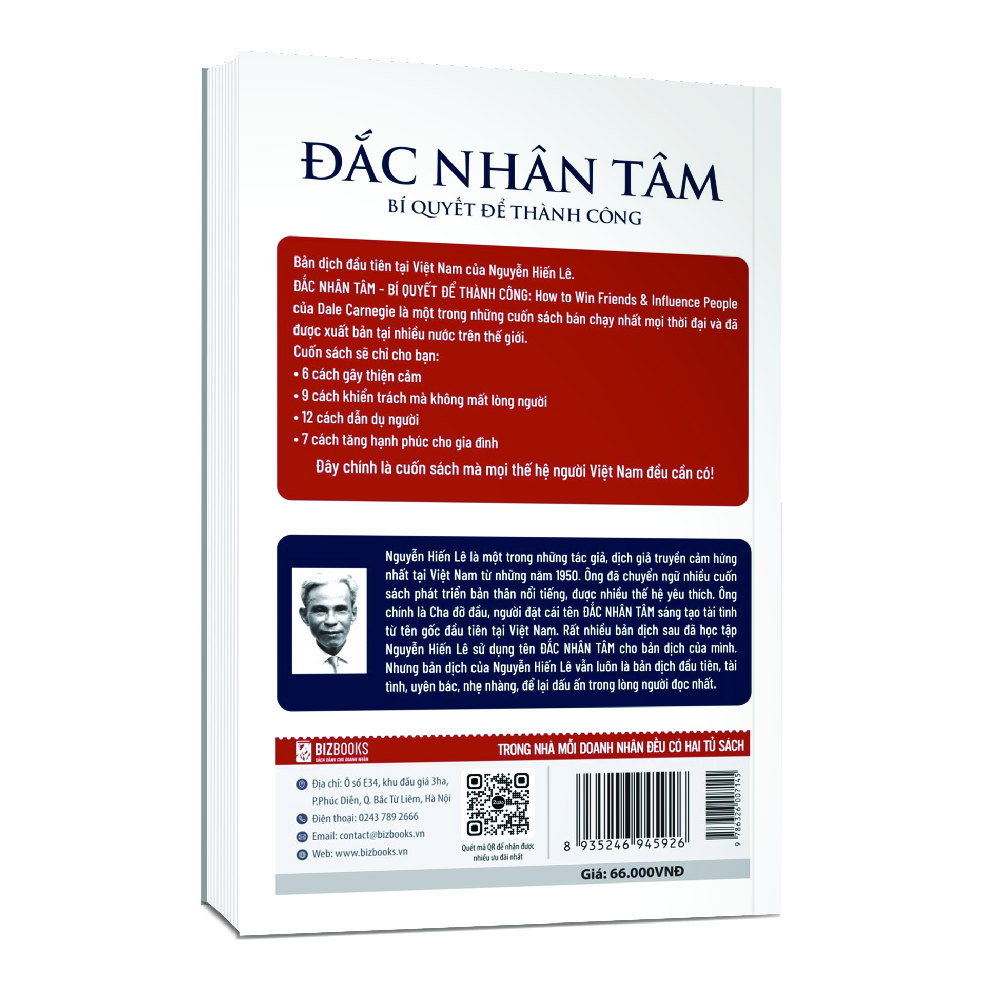 ĐẮC NHÂN TÂM
BÍ QUYẾT ĐỂ THÀNH CÔNG
Bản dịch đầu tiên tại Việt Nam của Nguyễn Hiến Lê.
ĐẮC NHÂN TÂM - BÍ QUYẾT ĐỂ THÀNH CÔNG: How to Win Friends & Influence People
của Dale Carnegie là một trong những cuốn sách bán chạy nhất mọi thời đại và đã
được xuất bản tại nhiều nước trên thế giới.
Cuốn sách sẽ chỉ cho bạn:
• 6 cách gây thiện cảm
• 9 cách khiển trách mà không mất lòng người
• 12 cách dẫn dụ người
• 7 cách tăng hạnh phúc cho gia đình
Đây chính là cuốn sách mà mọi thế hệ người Việt Nam đều cần có!
Nguyễn Hiến Lê là một trong những tác giả, dịch giả truyền cảm hứng
nhất tại Việt Nam từ những năm 1950. Ông đã chuyển ngữ nhiều cuốn
sách phát triển bản thân nổi tiếng, được nhiều thế hệ yêu thích. Ông
chính là Cha đỡ đầu, người đặt cái tên ĐẮC NHÂN TÂM sáng tạo tài tình
từ tên gốc đầu tiên tại Việt Nam. Rất nhiều bản dịch sau đã học tập
Nguyễn Hiến Lê sử dụng tên ĐẮC NHÂN TÂM cho bản dịch của mình.
Nhưng bản dịch của Nguyễn Hiến Lê vẫn luôn là bản dịch đầu tiên, tài
tình, uyên bác, nhẹ nhàng, để lại dấu ấn trong lòng người đọc nhất.
BIZBOOKS
SÁCH DÀNH CHO DOANH NHÂN
TRONG NHÀ MỖI DOANH NHÂN ĐỀU CÓ HAI TỦ SÁCH
Địa chỉ: Ô số E34, khu đấu giá 3ha,
P.Phúc Diễn, Q. Bắc Từ Liêm, Hà Nội
Điện thoại: 0243 789 2666
Email: contact@bizbooks.vn
Web: www.bizbooks.vn
Zalo
Quét mã QR để nhận được
nhiều ưu đãi nhất
8 935246 945926
9 786326 007145
Giá: 66.000VNĐ